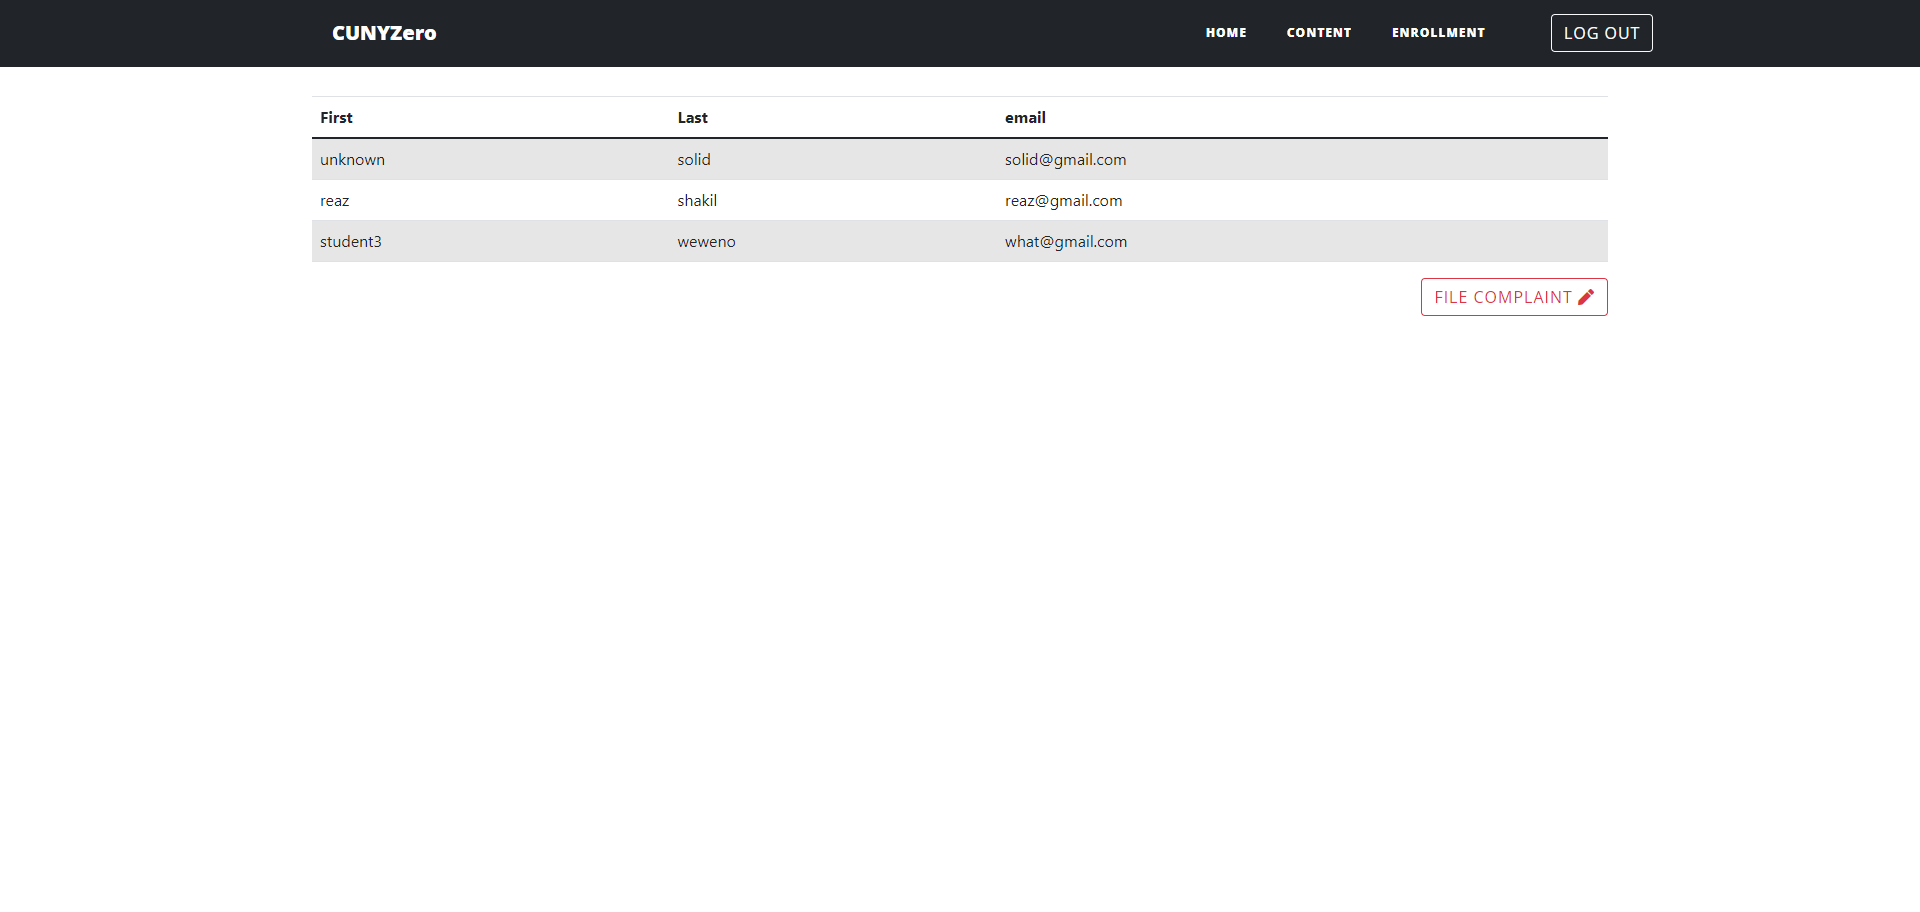 CUNYZero HOME CONTENT ENROLLMENT LOG OUT
First Last email
unknown solid solid@gmail.com
reaz shakil reaz@gmail.com
student3 weweno what@gmail.com
FILE COMPLAINT